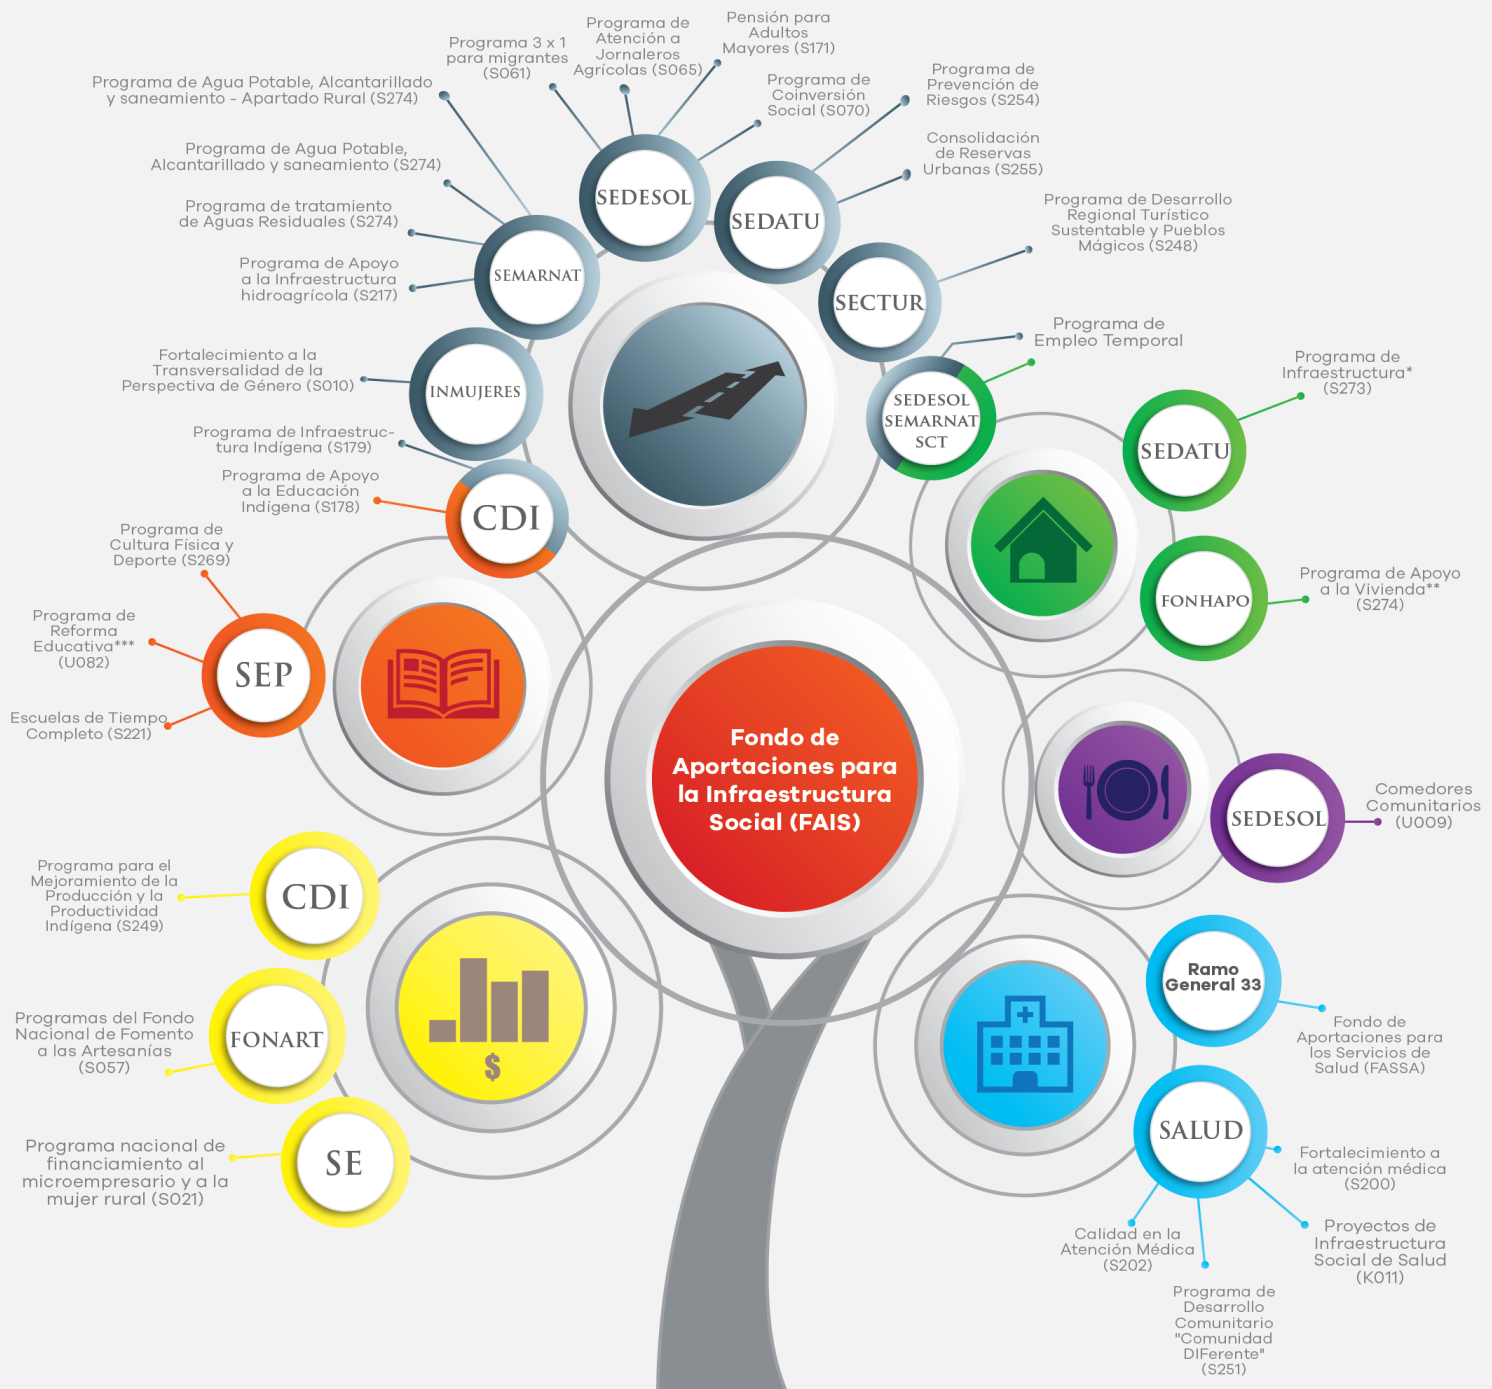 Programa 3 x 1
para migrantes
(S061)
Programa de
Atención a
Jornaleros
Agrícolas (S065)
Pensión para
Adultos
Mayores (S171)
Programa de
Coinversión
Social (S070)
Programa de
Prevención de
Riesgos (S254)
Consolidación
de Reservas
Urbanas (S255)
Programa de Desarrollo
Regional Turístico
Sustentable y Pueblos
Mágicos (S248)
Programa de
Empleo Temporal
Programa de Agua Potable, Alcantarillado
y saneamiento - Apartado Rural (S274)
Programa de Agua Potable,
Alcantarillado y saneamiento (S274)
Programa de tratamiento
de Aguas Residuales (S274)
Programa de Apoyo
a la Infraestructura
hidroagrícola (S217)
Fortalecimiento a la
Transversalidad de la
Perspectiva de Género (S010)
Programa de Infraestruc-
tura Indígena (S179)
Programa de Apoyo
a la Educación
Indígena (S178)
SEDESOL
SEDATU
SEMARNAT
SECTUR
INMUJERES
SEDESOL
SEMARNAT
SCT
CDI
Programa de
Infraestructura*
(S273)
SEDATU
FONHAPO
Programa de Apoyo
a la Vivienda**
(S274)
Programa de
Cultura Física y
Deporte (S269)
Programa de
Reforma
Educativa***
(U082)
Escuelas de Tiempo
Completo (S221)
SEP
Fondo de
Aportaciones para
la Infraestructura
Social (FAIS)
SEDESOL
Comedores
Comunitarios
(U009)
Programa para el
Mejoramiento de la
Producción y la
Productividad
Indígena (S249)
CDI
Programas del Fondo
Nacional de Fomento
a las Artesanías
(S057)
FONART
Programa nacional de
financiamiento al
microempresario y a la
mujer rural (S021)
SE
$
Ramo
General 33
Fondo de
Aportaciones para
los Servicios de
Salud (FASSA)
SALUD
Fortalecimiento a
la atención médica
(S200)
Proyectos de
Infraestructura
Social de Salud
(K011)
Calidad en la
Atención Médica
(S202)
Programa de
Desarrollo
Comunitario
"Comunidad
DIFerente"
(S251)